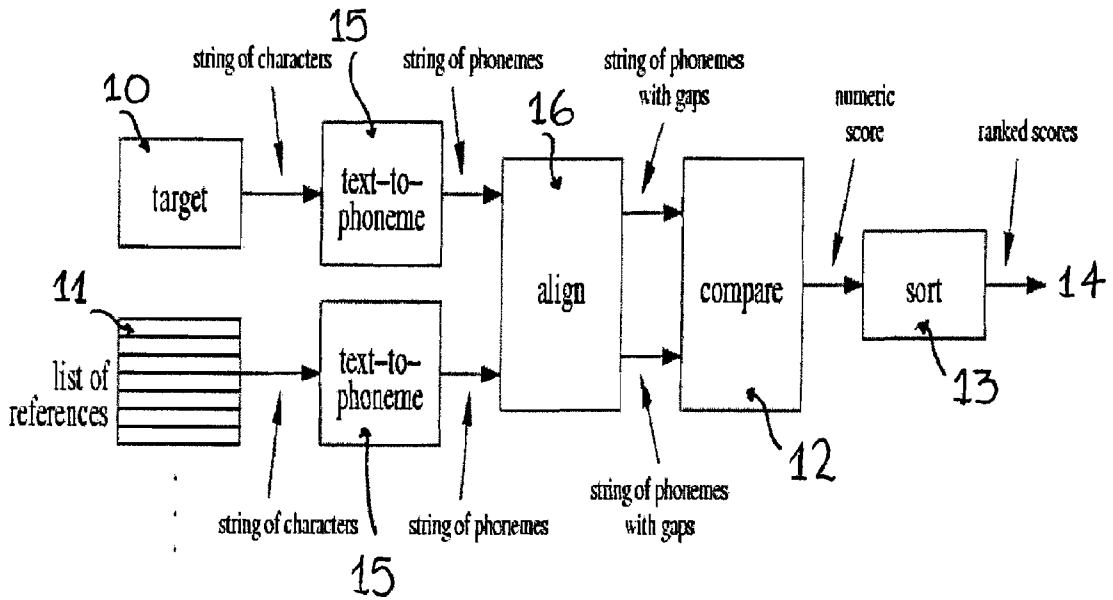 15
string of characters
string of phonemes
string of phonemes
with gaps
10
16
numeric
score
ranked scores
target
text-to-
phoneme
11
align
compare
sort
14
list of
references
text-to-
phoneme
13
12
string of characters
string of phonemes
string of phonemes
with gaps
15